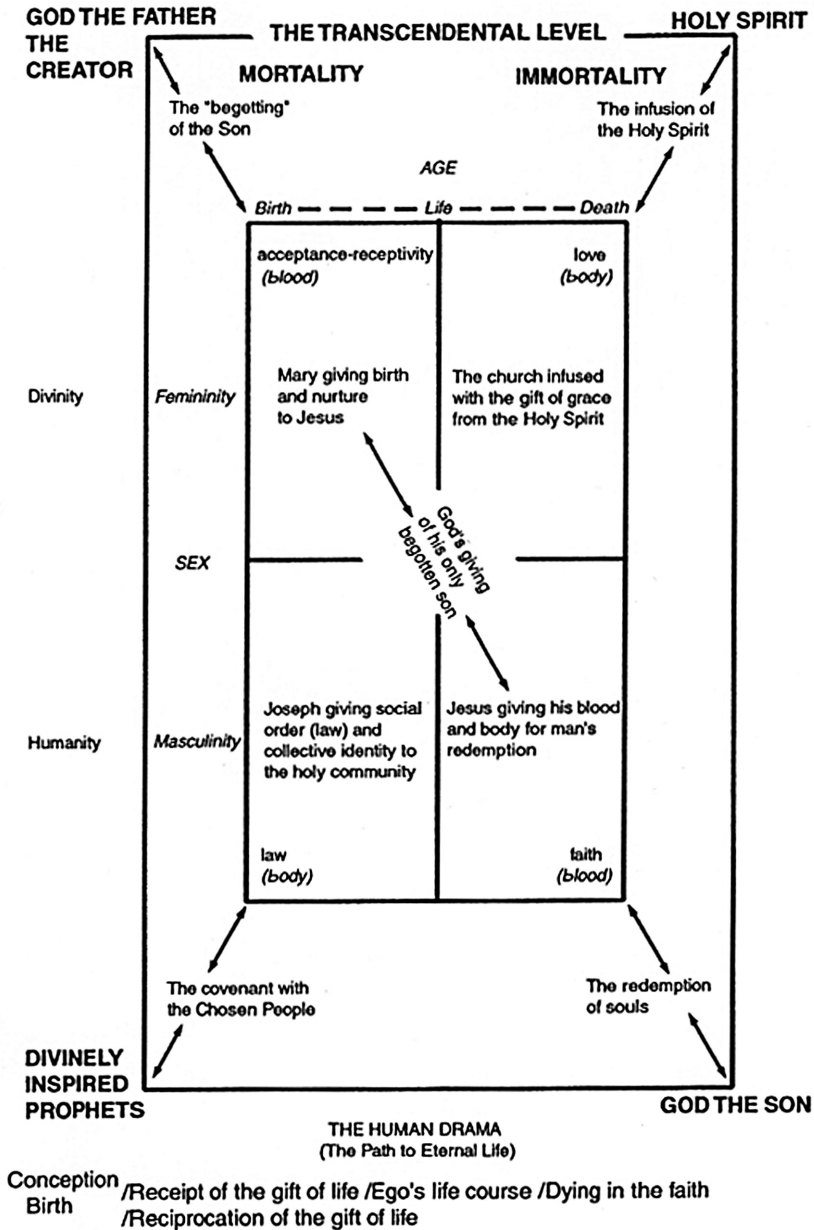 GOD THE FATHER
THE
CREATOR
THE TRANSCENDENTAL LEVEL
HOLY SPIRIT
MORTALITY
IMMORTALITY
The "begotting"
of the Son
The infusion of
the Holy Spirit
AGE
Birth
Life
Death
acceptance-receptivity
(blood)
love
(body)
Divinity
Femininity
Mary giving birth
and nurture
to Jesus
The church infused
with the gift of grace
from the Holy Spirit
SEX
God's giving
of his only
begotten son
Humanity
Masculinity
Joseph giving social
order (law) and
collective identity to
the holy community
Jesus giving his blood
and body for man's
redemption
law
(body)
faith
(blood)
The covenant with
the Chosen People
The redemption
of souls
DIVINELY
INSPIRED
PROPHETS
GOD THE SON
THE HUMAN DRAMA
(The Path to Eternal Life)
Conception
Birth
/Receipt of the gift of life /Ego's life course /Dying in the faith
/Reciprocation of the gift of life